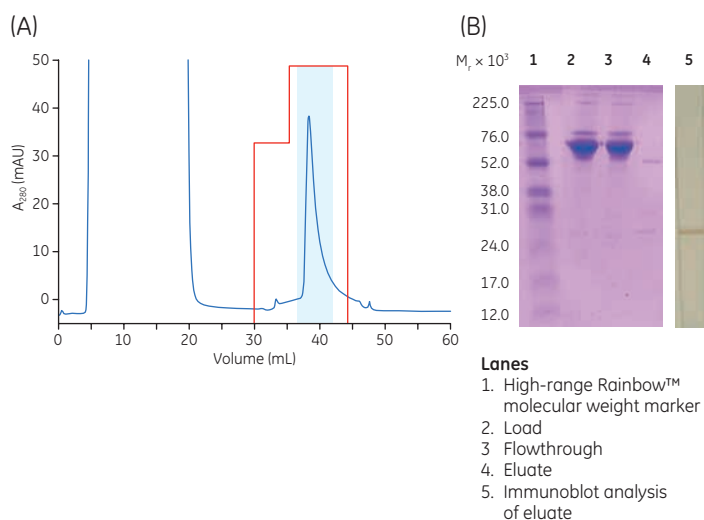 (A)
50
40
30
20
10
0
A280 (mAU)
0 10 20 30 40 50 60
Volume (mL)
(B)
Mr × 10³ 1 2 3 4 5
225.0
76.0
52.0
38.0
31.0
24.0
17.0
12.0
Lanes
1. High-range Rainbow™
molecular weight marker
2. Load
3 Flowthrough
4. Eluate
5. Immunoblot analysis
of eluate